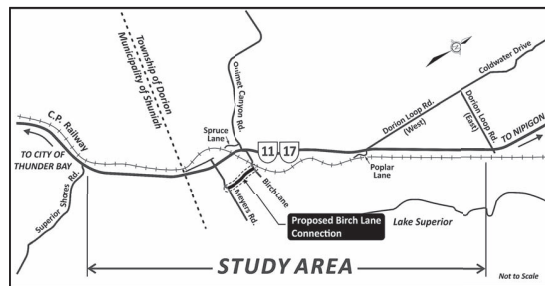 Township of Dorion
Municipality of Shuniah
Ouimet Canyon Rd.
Coldwater Drive
Dorion Loop Rd.
(West)
Dorion Loop Rd.
(East)
C.P. Railway
Spruce
Lane
11 17
TO NIPIGON
TO CITY OF
THUNDER BAY
Superior Shores Rd.
Birch Lane
Meyers Rd.
Poplar
Lane
Proposed Birch Lane
Connection
Lake Superior
STUDY AREA
Not to Scale